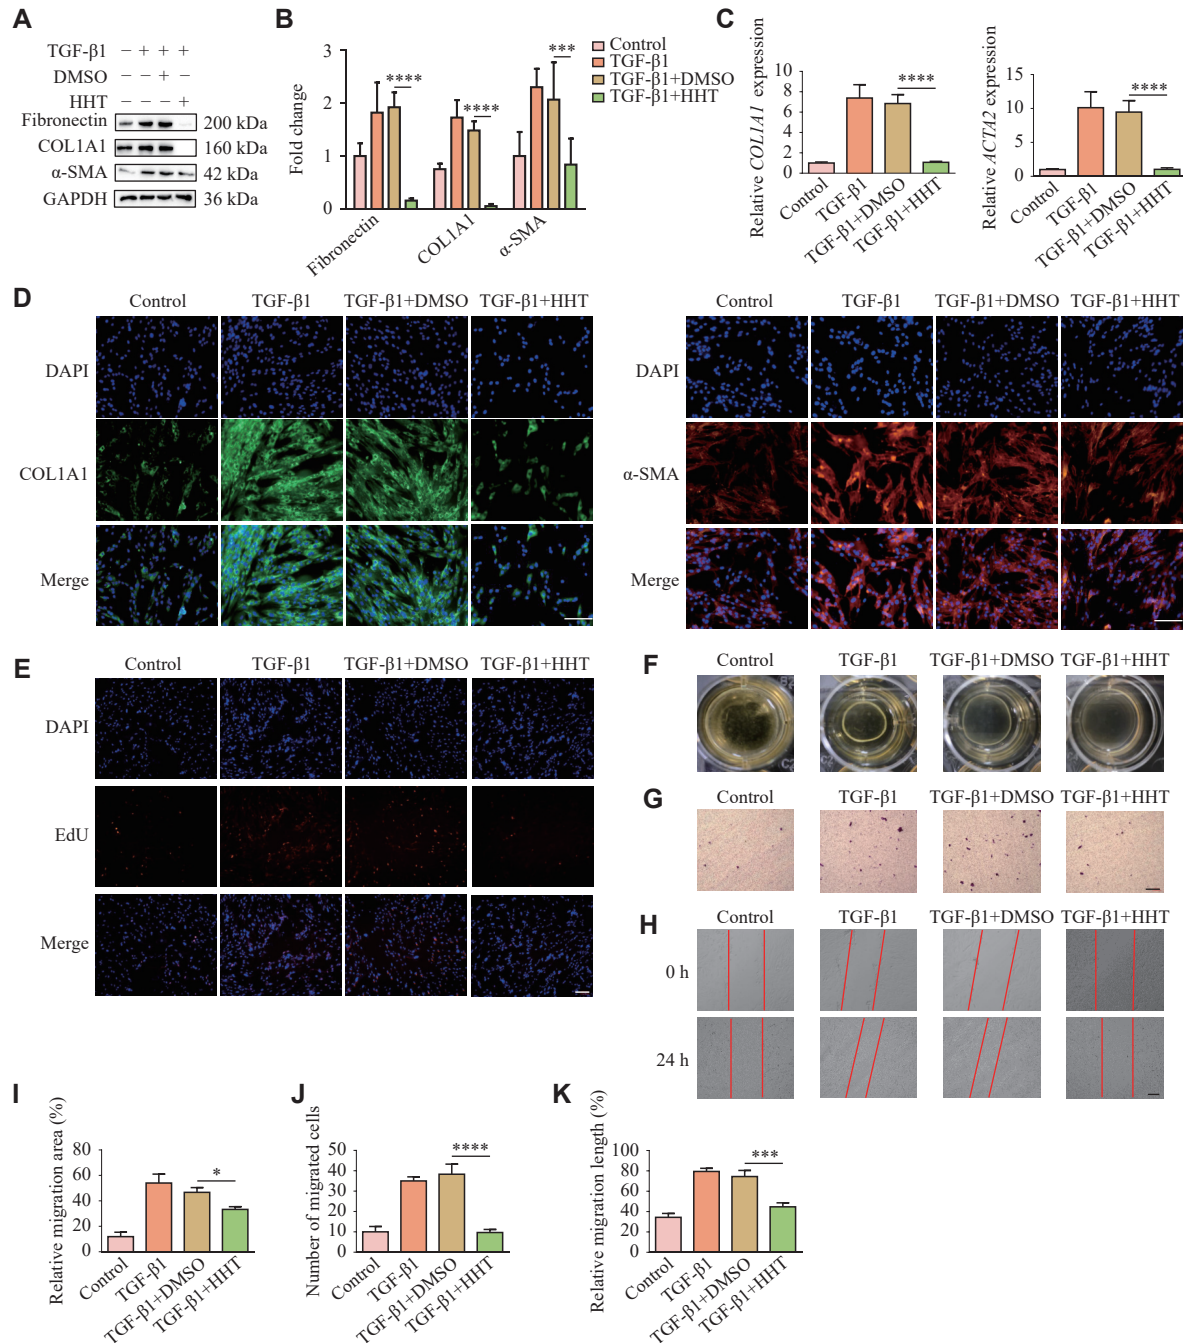 A
TGF-β1 − + + +
DMSO − − + −
HHT − − − +
Fibronectin 200 kDa
COL1A1 160 kDa
α-SMA 42 kDa
GAPDH 36 kDa
B
Fold change
3
2
1
0
****
****
***
Fibronectin
COL1A1
α-SMA
Control
TGF-β1
TGF-β1+DMSO
TGF-β1+HHT
C
Relative COL1A1 expression
10
8
6
4
2
0
****
Control
TGF-β1
TGF-β1+DMSO
TGF-β1+HHT
Relative ACTA2 expression
15
10
5
0
****
Control
TGF-β1
TGF-β1+DMSO
TGF-β1+HHT
D
Control TGF-β1 TGF-β1+DMSO TGF-β1+HHT
DAPI
COL1A1
Merge
Control TGF-β1 TGF-β1+DMSO TGF-β1+HHT
DAPI
α-SMA
Merge
E
Control TGF-β1 TGF-β1+DMSO TGF-β1+HHT
DAPI
EdU
Merge
F
Control TGF-β1 TGF-β1+DMSO TGF-β1+HHT
G
Control TGF-β1 TGF-β1+DMSO TGF-β1+HHT
H
Control TGF-β1 TGF-β1+DMSO TGF-β1+HHT
0 h
24 h
I
Relative migration area (%)
80
60
40
20
0
*
Control
TGF-β1
TGF-β1+DMSO
TGF-β1+HHT
J
Number of migrated cells
50
40
30
20
10
0
****
Control
TGF-β1
TGF-β1+DMSO
TGF-β1+HHT
K
Relative migration length (%)
100
80
60
40
20
0
***
Control
TGF-β1
TGF-β1+DMSO
TGF-β1+HHT